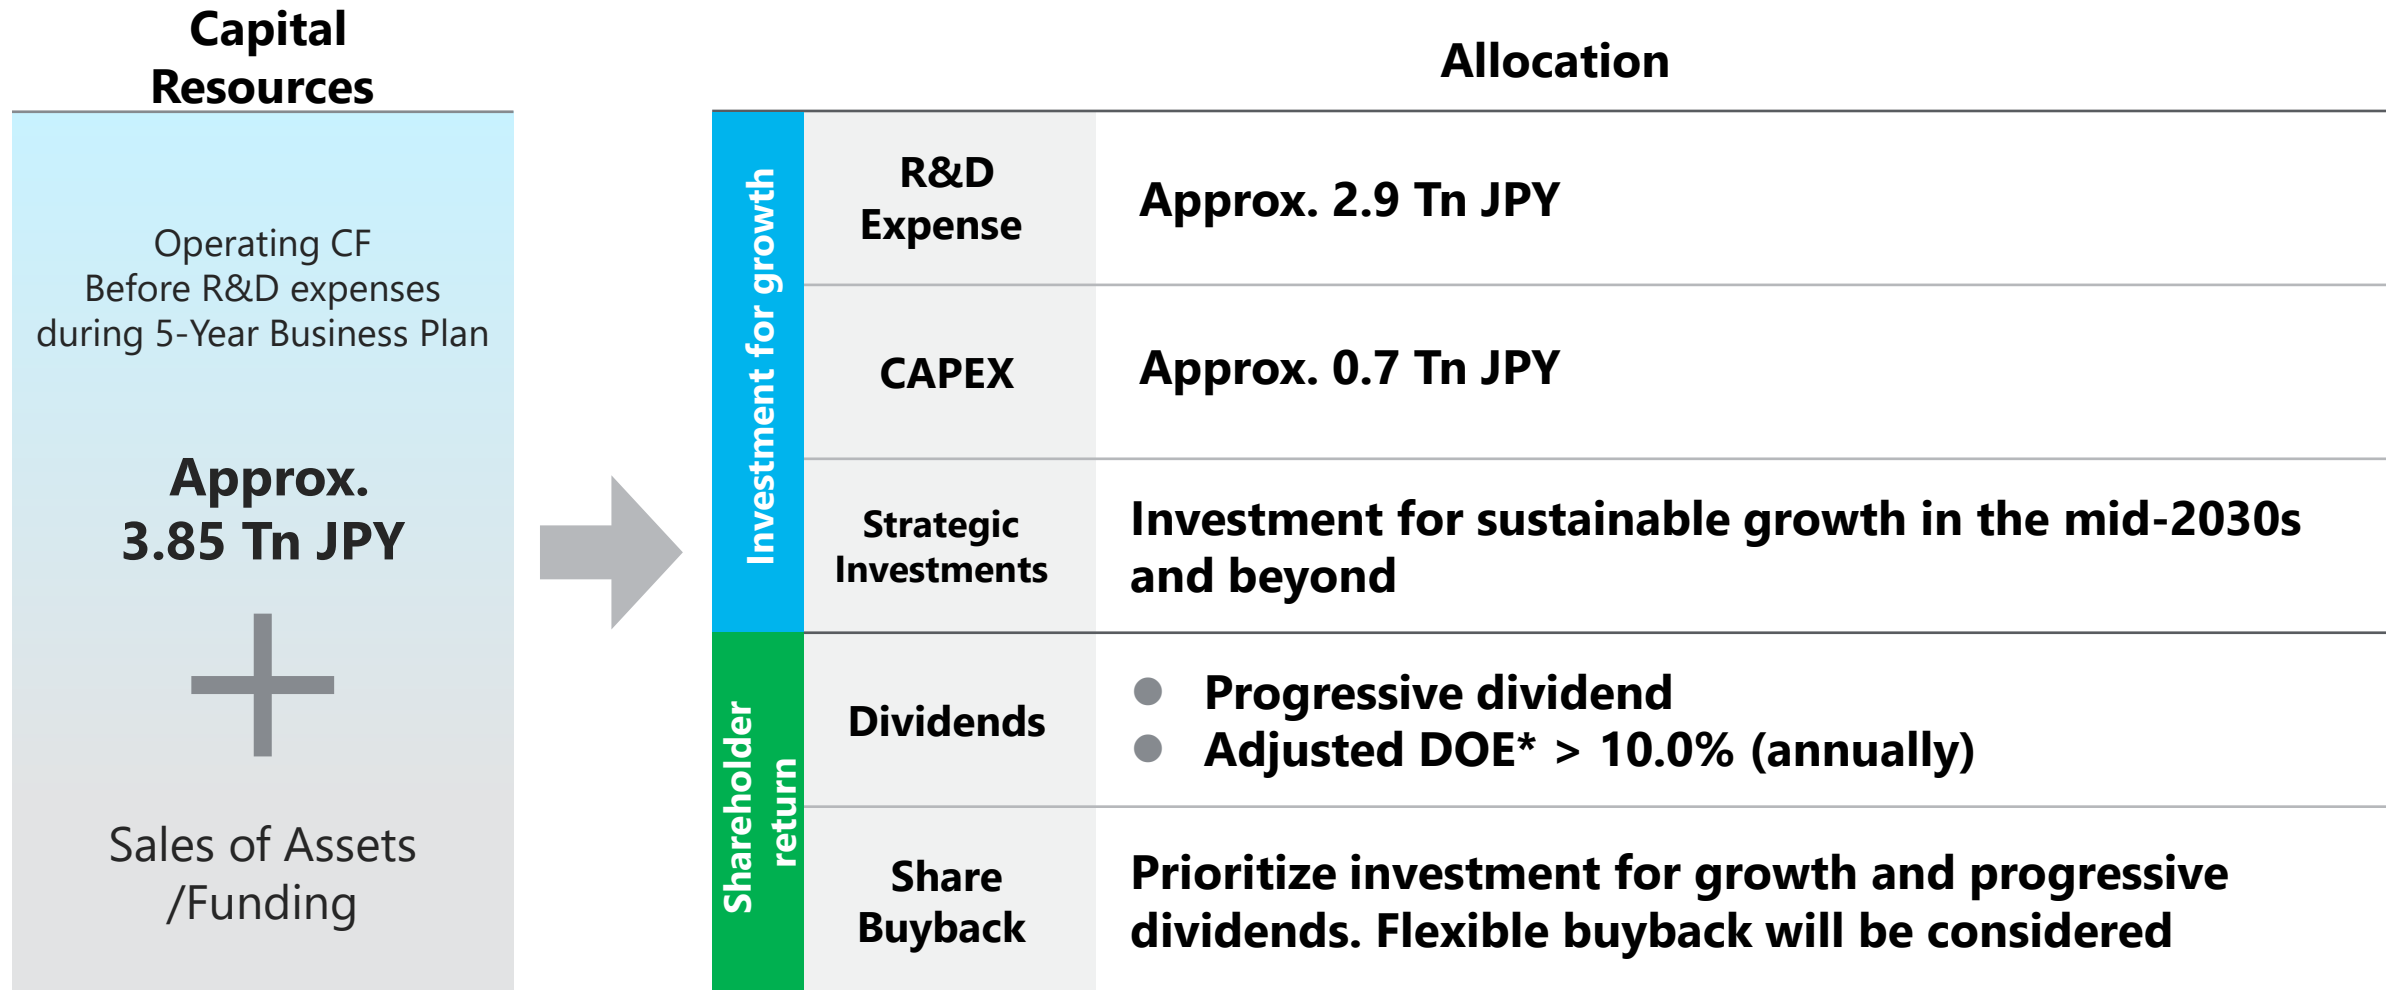 Capital
Resources
Operating CF
Before R&D expenses
during 5-Year Business Plan
Approx.
3.85 Tn JPY
+
Sales of Assets
/Funding
Allocation
Investment for growth
R&D
Expense
Approx. 2.9 Tn JPY
CAPEX
Approx. 0.7 Tn JPY
Strategic
Investments
Investment for sustainable growth in the mid-2030s
and beyond
Shareholder
return
Dividends
● Progressive dividend
● Adjusted DOE* > 10.0% (annually)
Share
Buyback
Prioritize investment for growth and progressive
dividends. Flexible buyback will be considered